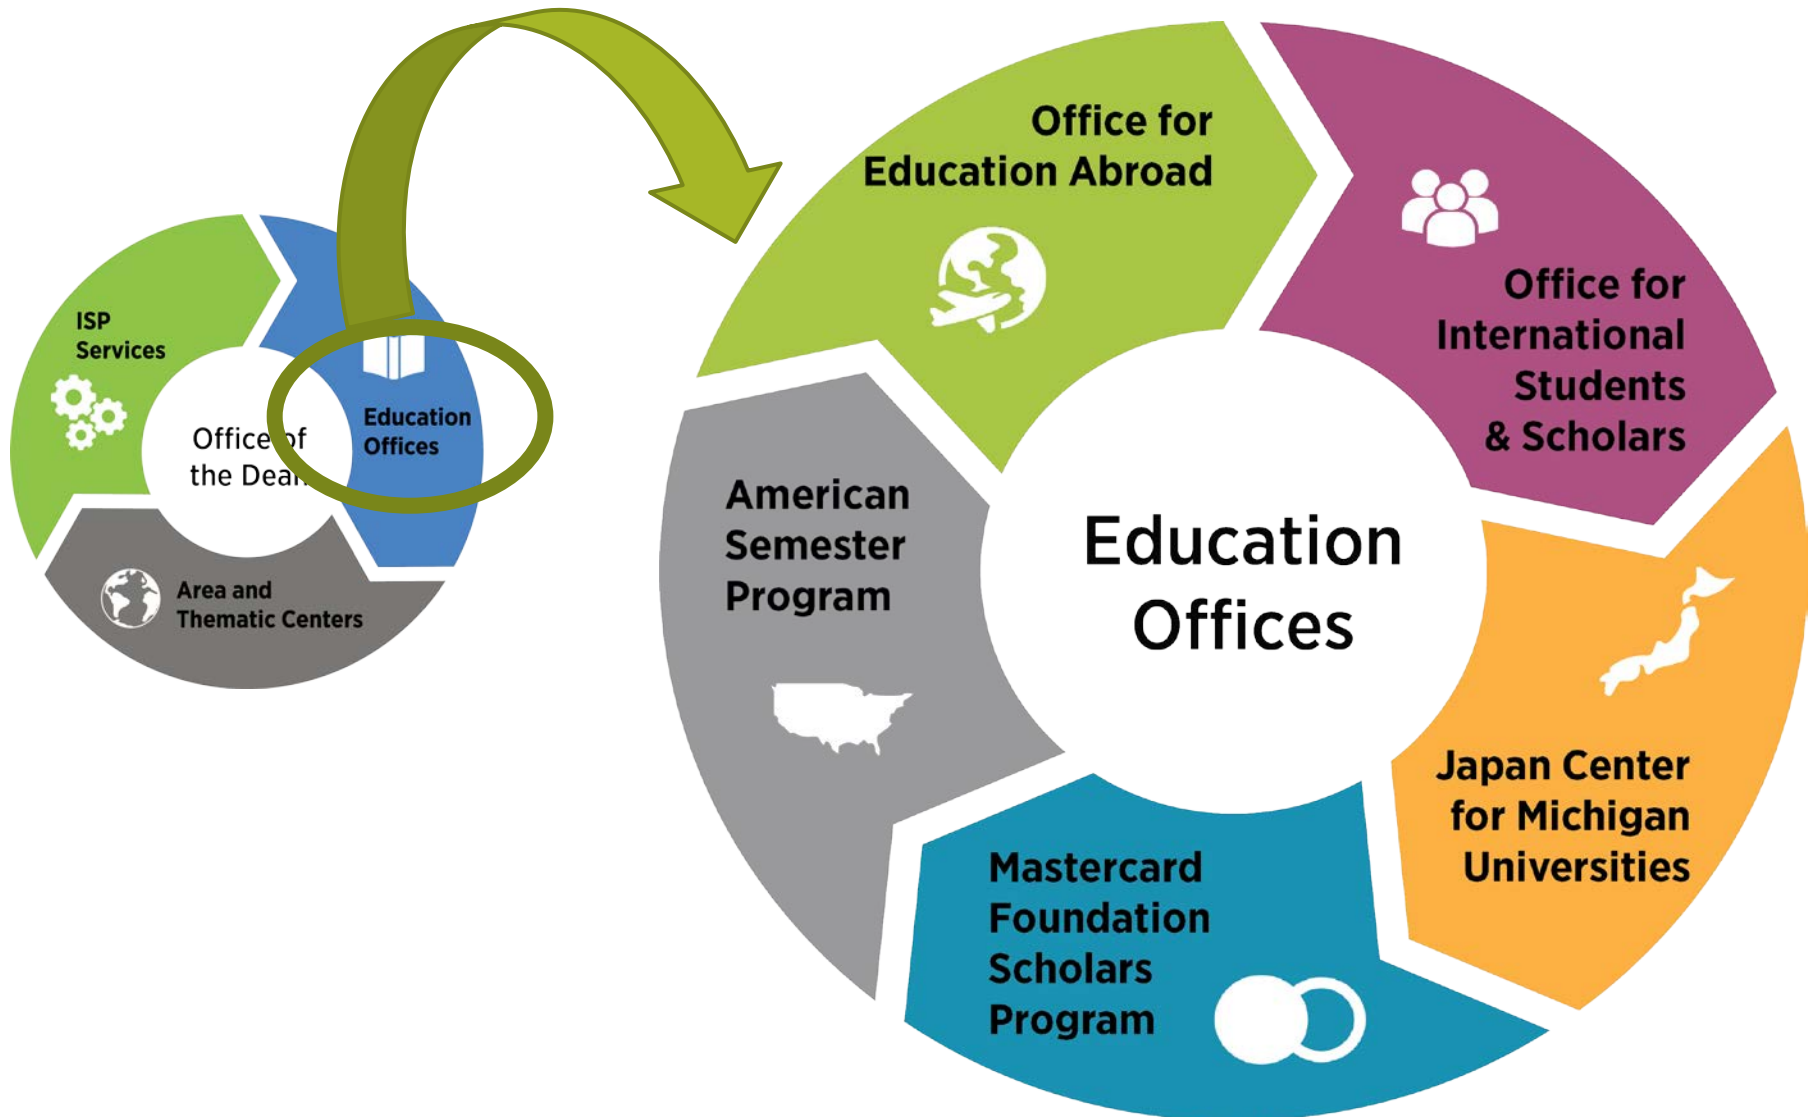 ISP
Services
Education
Offices
Office of
the Dean
Area and
Thematic Centers
Office for
Education Abroad
Office for
International
Students
& Scholars
Japan Center
for Michigan
Universities
Mastercard
Foundation
Scholars
Program
American
Semester
Program
Education
Offices